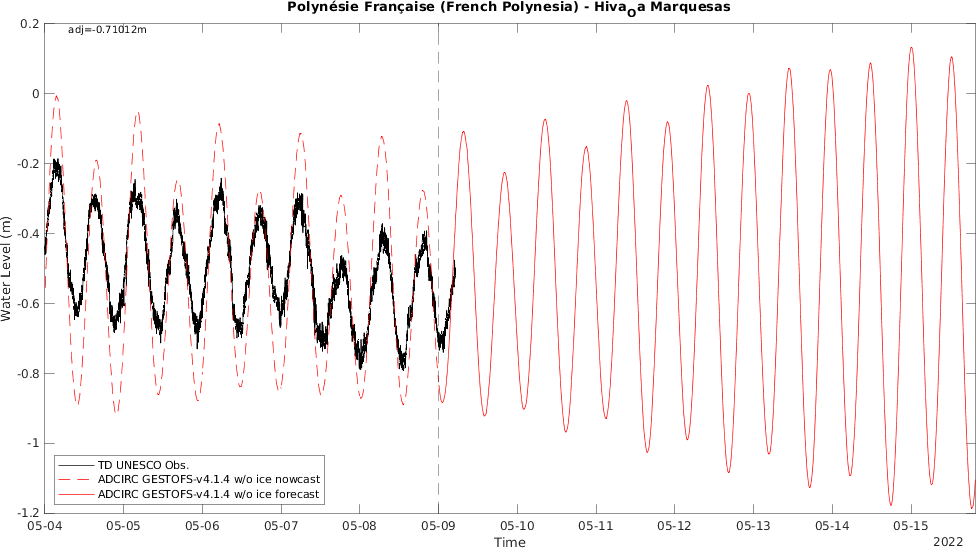 Polynésie Française (French Polynesia) - HivaOa Marquesas
adj=-0.71012m
0.2
0
-0.2
-0.4
-0.6
-0.8
-1
-1.2
Water Level (m)
TD UNESCO Obs.
ADCIRC GESTOFS-v4.1.4 w/o ice nowcast
ADCIRC GESTOFS-v4.1.4 w/o ice forecast
05-04 05-05 05-06 05-07 05-08 05-09 05-10 05-11 05-12 05-13 05-14 05-15
Time
2022